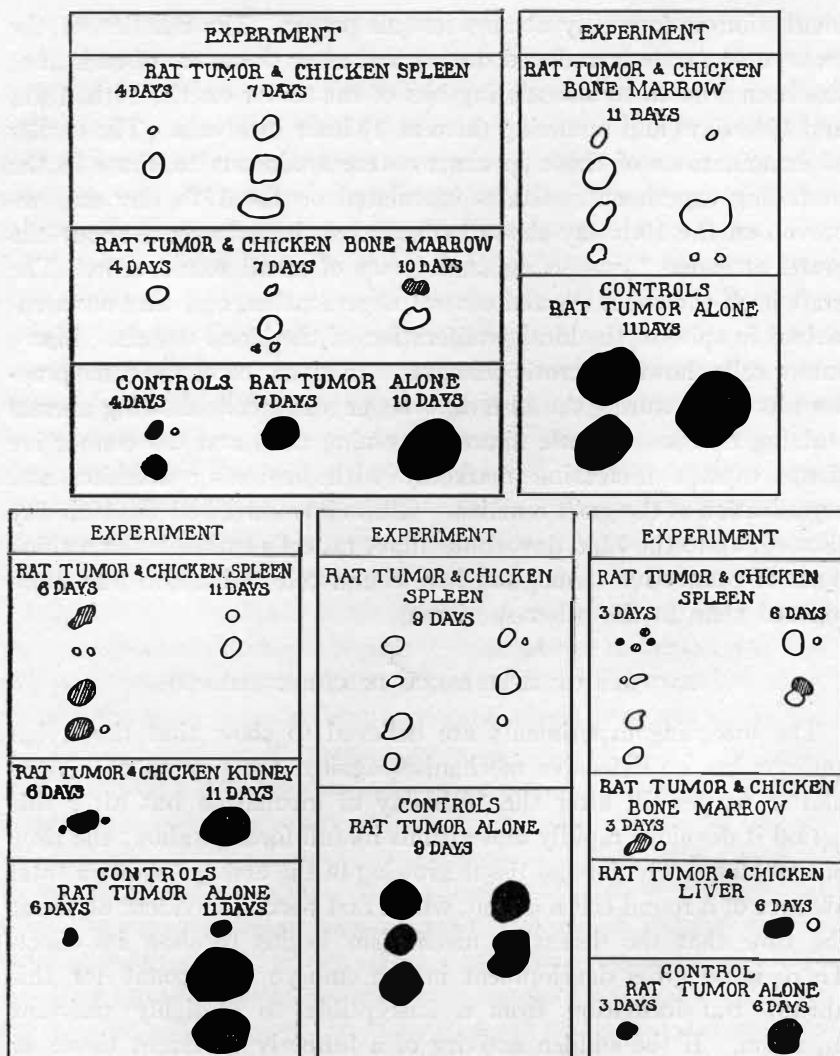 EXPERIMENT
RAT TUMOR & CHICKEN SPLEEN
4 DAYS 7 DAYS
RAT TUMOR & CHICKEN BONE MARROW
4 DAYS 7 DAYS 10 DAYS
CONTROLS RAT TUMOR ALONE
4 DAYS 7 DAYS 10 DAYS
EXPERIMENT
RAT TUMOR & CHICKEN
BONE MARROW
11 DAYS
CONTROLS
RAT TUMOR ALONE
11 DAYS
EXPERIMENT
RAT TUMOR & CHICKEN SPLEEN
6 DAYS 11 DAYS
RAT TUMOR & CHICKEN KIDNEY
6 DAYS 11 DAYS
CONTROLS
RAT TUMOR ALONE
6 DAYS 11 DAYS
EXPERIMENT
RAT TUMOR & CHICKEN
SPLEEN
9 DAYS
CONTROLS
RAT TUMOR ALONE
9 DAYS
EXPERIMENT
RAT TUMOR & CHICKEN
SPLEEN
3 DAYS 6 DAYS
RAT TUMOR & CHICKEN
BONE MARROW
3 DAYS
RAT TUMOR & CHICKEN
LIVER
6 DAYS
CONTROL
RAT TUMOR ALONE
3 DAYS 6 DAYS